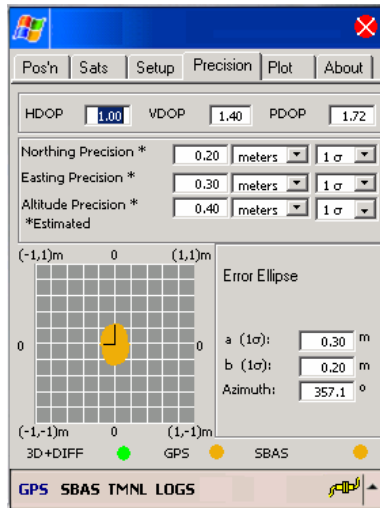 Pos'n Sats Setup Precision Plot About
HDOP 1.00 VDOP 1.40 PDOP 1.72
Northing Precision * 0.20 meters 1 σ
Easting Precision * 0.30 meters 1 σ
Altitude Precision * 0.40 meters 1 σ
*Estimated
(-1,1)m 0 (1,1)m
Error Ellipse
0 0
a (1σ): 0.30 m
b (1σ): 0.20 m
Azimuth: 357.1 o
(-1,-1)m 0 (1,-1)m
3D+DIFF GPS SBAS
GPS SBAS TMNL LOGS